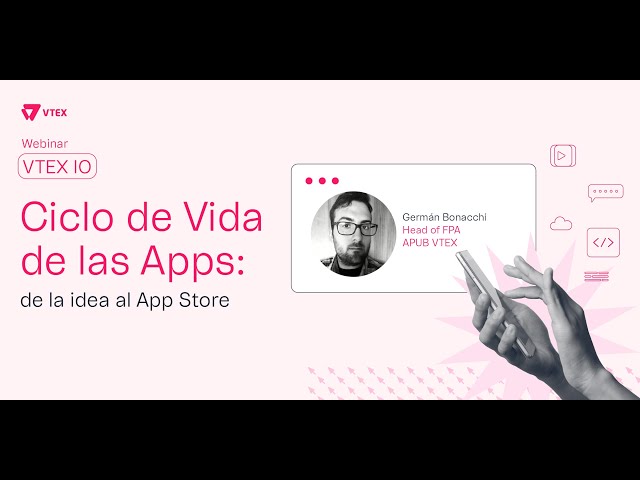 VTEX
Webinar
VTEX IO
Ciclo de Vida
de las Apps:
de la idea al App Store
Germán Bonacchi
Head of FPA
APUB VTEX